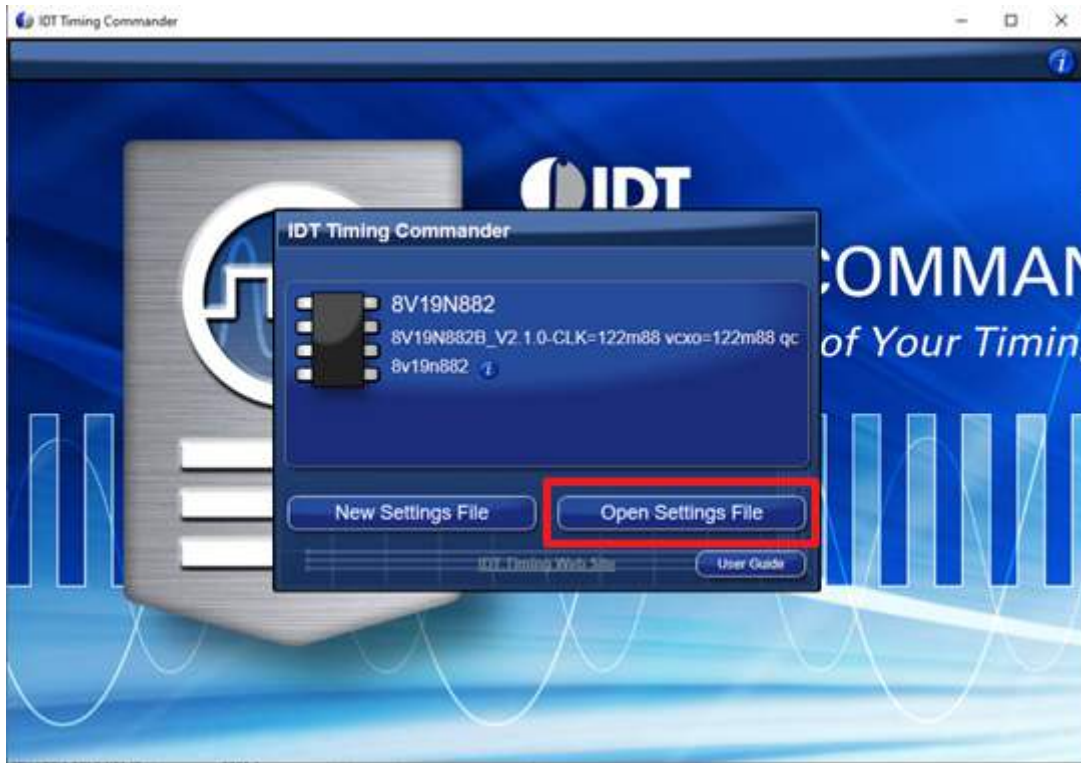 IDT Timing Commander
i
IDT
COMMAN
of Your Timin
IDT Timing Commander
8V19N882
8V19N882B_V2.1.0-CLK=122m88 vcxo=122m88 qc
8v19n882 i
New Settings File
Open Settings File
IDT Timing Web Site
User Guide